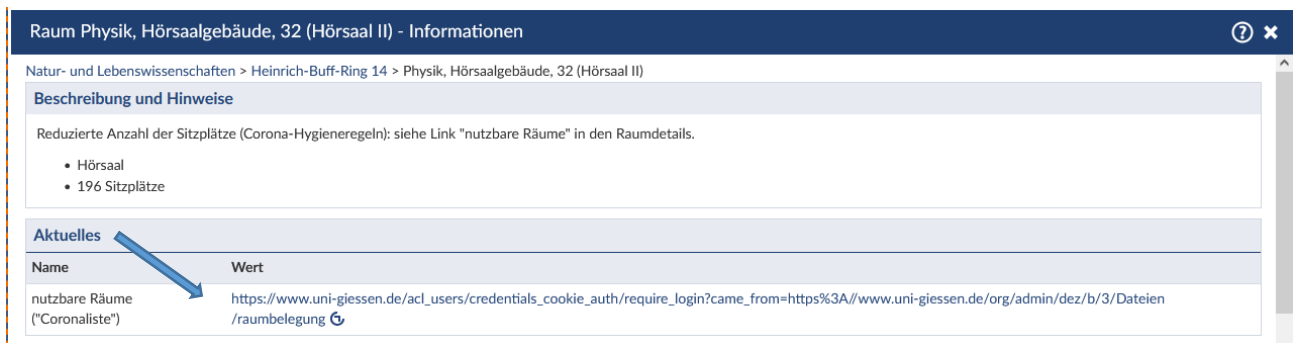 Raum Physik, Hörsaalgebäude, 32 (Hörsaal II) - Informationen
Natur- und Lebenswissenschaften > Heinrich-Buff-Ring 14 > Physik, Hörsaalgebäude, 32 (Hörsaal II)
Beschreibung und Hinweise
Reduzierte Anzahl der Sitzplätze (Corona-Hygieneregeln): siehe Link "nutzbare Räume" in den Raumdetails.
• Hörsaal
• 196 Sitzplätze
Aktuelles
Name Wert
nutzbare Räume https://www.uni-giessen.de/acl_users/credentials_cookie_auth/require_login?came_from=https%3A//www.uni-giessen.de/org/admin/dez/b/3/Dateien
("Coronaliste") /raumbelegung